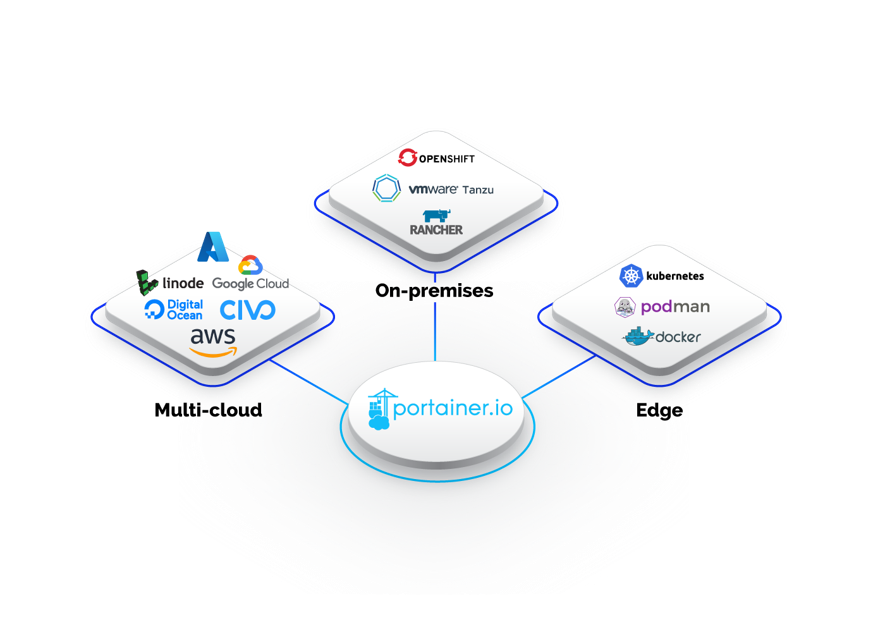 OPENSHIFT
vmware® Tanzu
RANCHER
On-premises
linode
Google Cloud
Digital
Ocean
CIVO
aws
Multi-cloud
kubernetes
podman
docker
Edge
portainer.io